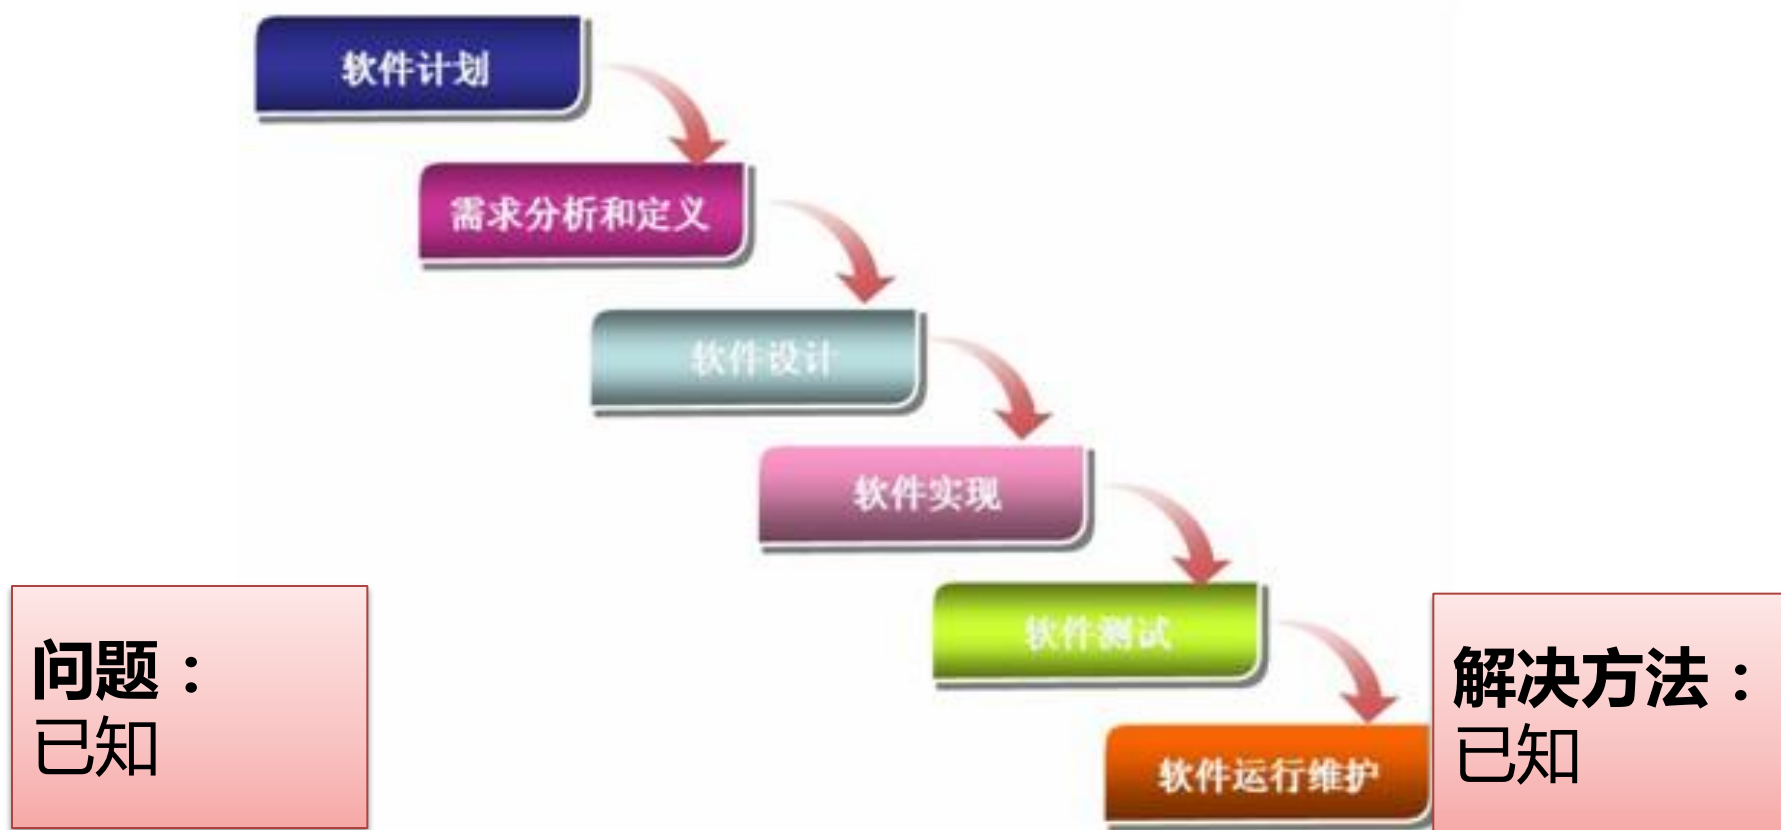 软件计划
需求分析和定义
软件设计
软件实现
软件测试
软件运行维护
问题：
已知
解决方法：
已知